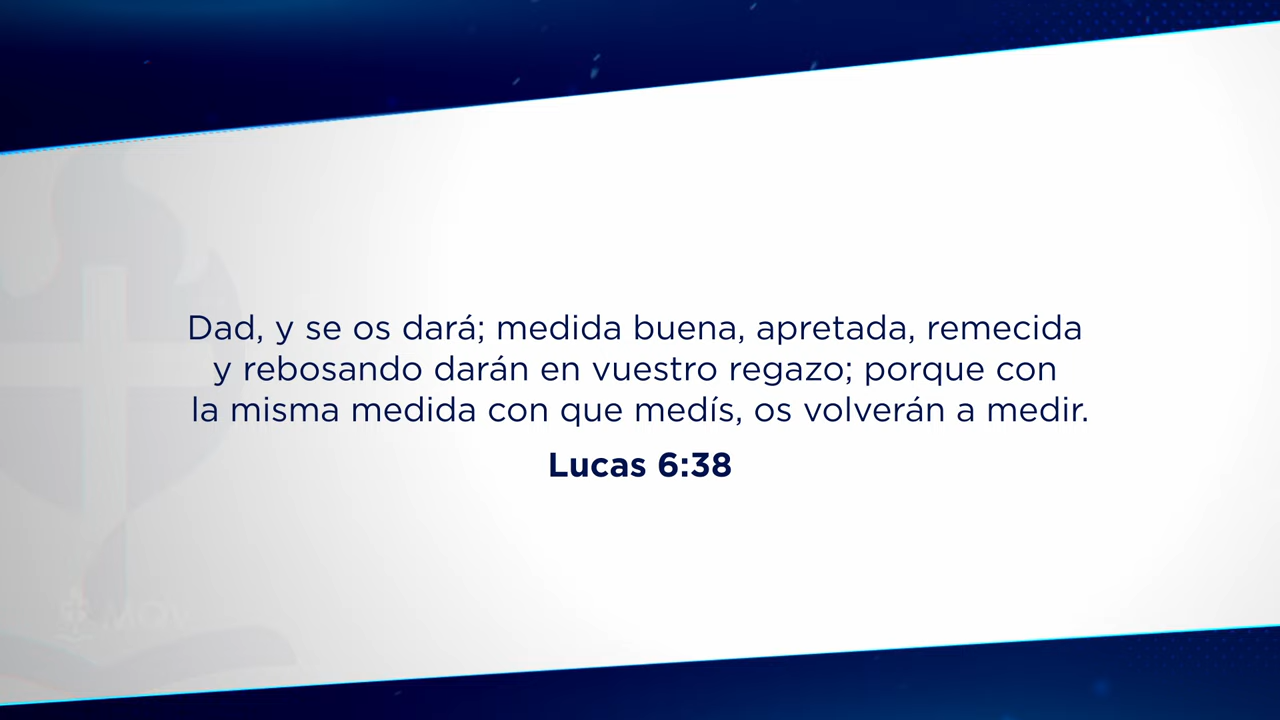 Dad, y se os dará; medida buena, apretada, remecida
y rebosando darán en vuestro regazo; porque con
la misma medida con que medís, os volverán a medir.
Lucas 6:38